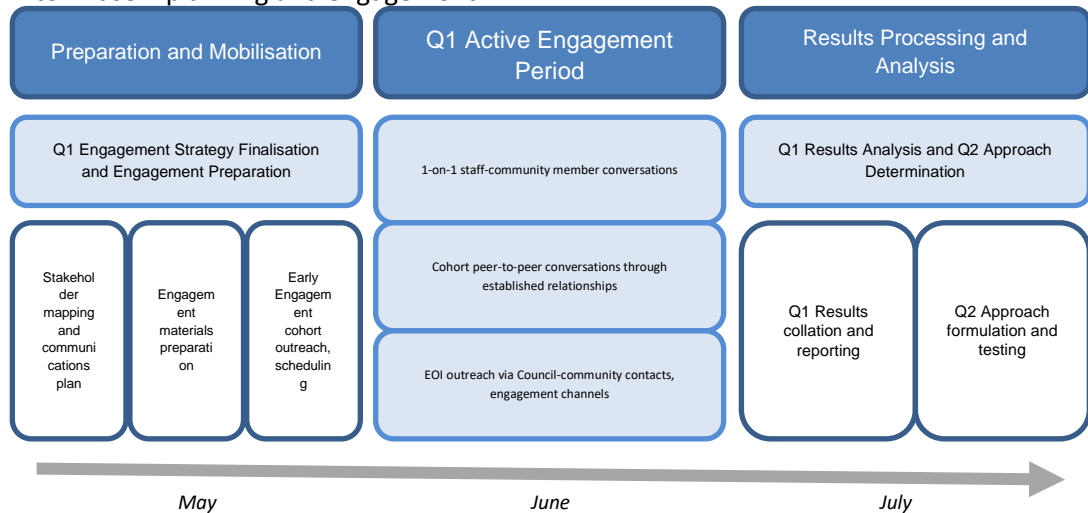 Preparation and Mobilisation
Q1 Active Engagement
Period
Results Processing and
Analysis
Q1 Engagement Strategy Finalisation
and Engagement Preparation
1-on-1 staff-community member conversations
Q1 Results Analysis and Q2 Approach
Determination
Stakehol
der
mapping
and
communi
cations
plan
Engagem
ent
materials
preparati
on
Early
Engagem
ent
cohort
outreach,
schedulin
g
Cohort peer-to-peer conversations through
established relationships
EOI outreach via Council-community contacts,
engagement channels
Q1 Results
collation and
reporting
Q2 Approach
formulation and
testing
May
June
July